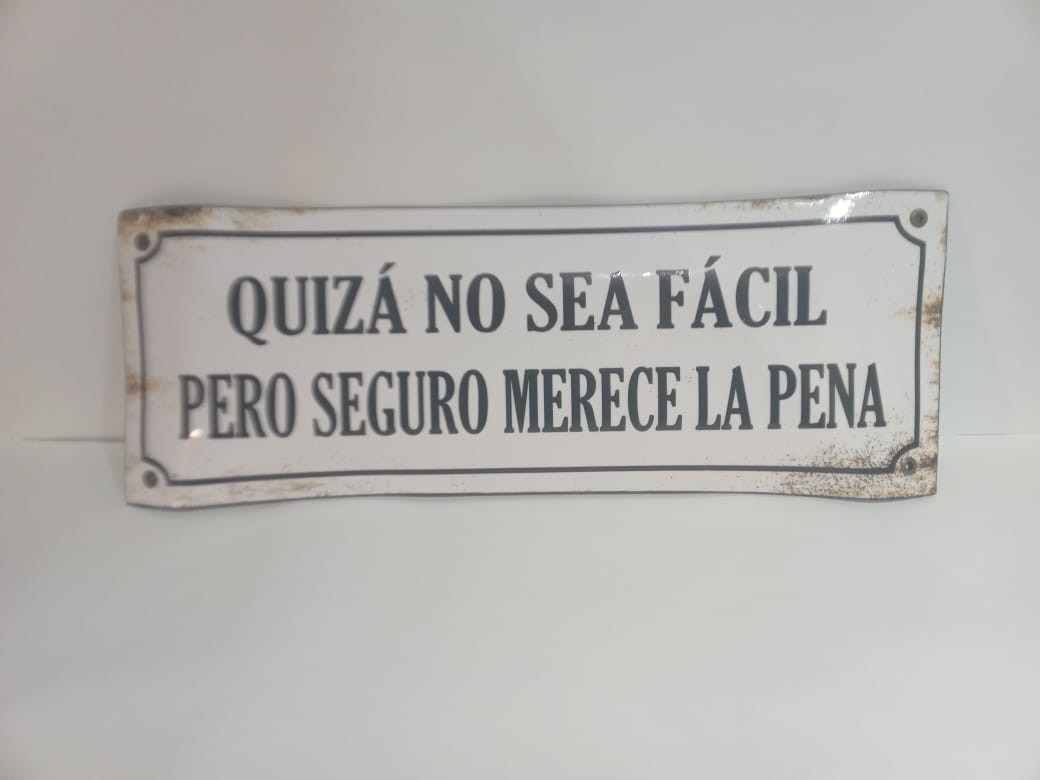 QUIZÁ NO SEA FÁCIL
PERO SEGURO MERECE LA PENA